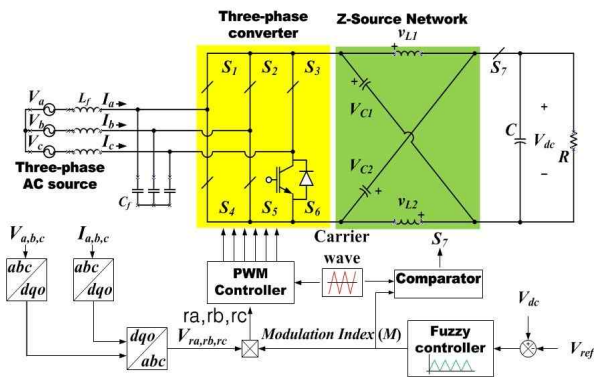 Three-phase
converter
Z-Source Network
vL1
+
S7
S1
S2
S3
Va
Lf
Ia
Vb
Ib
Vc
Ic
Three-phase
AC source
Cf
+
VC1
VC2
+
C
+
Vdc
−
R
S4
S5
S6
+
vL2
Va,b,c
Ia,b,c
abc
dqo
abc
dqo
dqo
abc
Carrier
wave
S7
PWM
Controller
Comparator
ra,rb,rc
Vra,rb,rc
Modulation Index (M)
Fuzzy
controller
Vdc
+
−
Vref